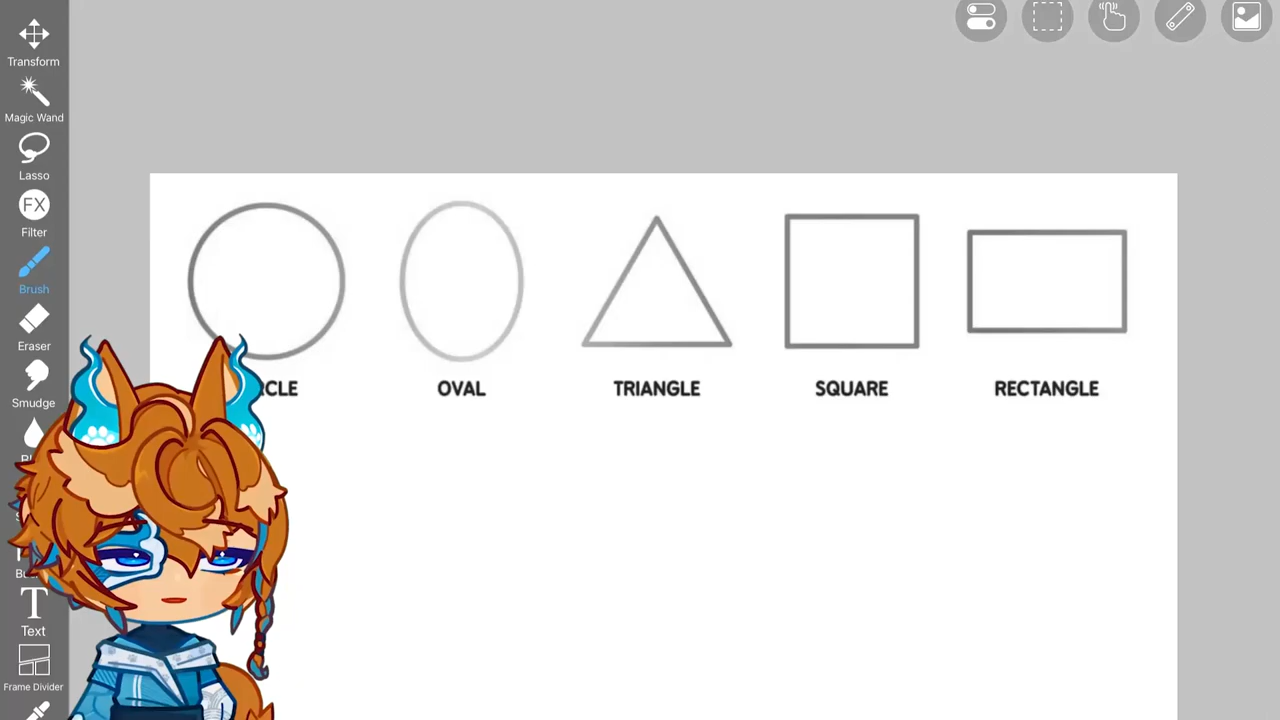 Transform
Magic Wand
Lasso
FX
Filter
Brush
Eraser
Smudge
OVAL
TRIANGLE
SQUARE
RECTANGLE
T
Text
Frame Divider